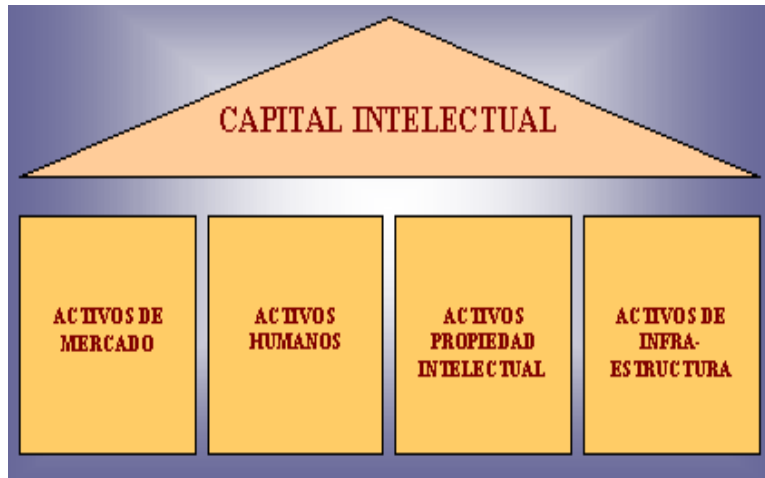 CAPITAL INTELECTUAL
ACTIVOS DE
MERCADO
ACTIVOS
HUMANOS
ACTIVOS
PROPIEDAD
INTELECTUAL
ACTIVOS DE
INFRA-
ESTRUCTURA